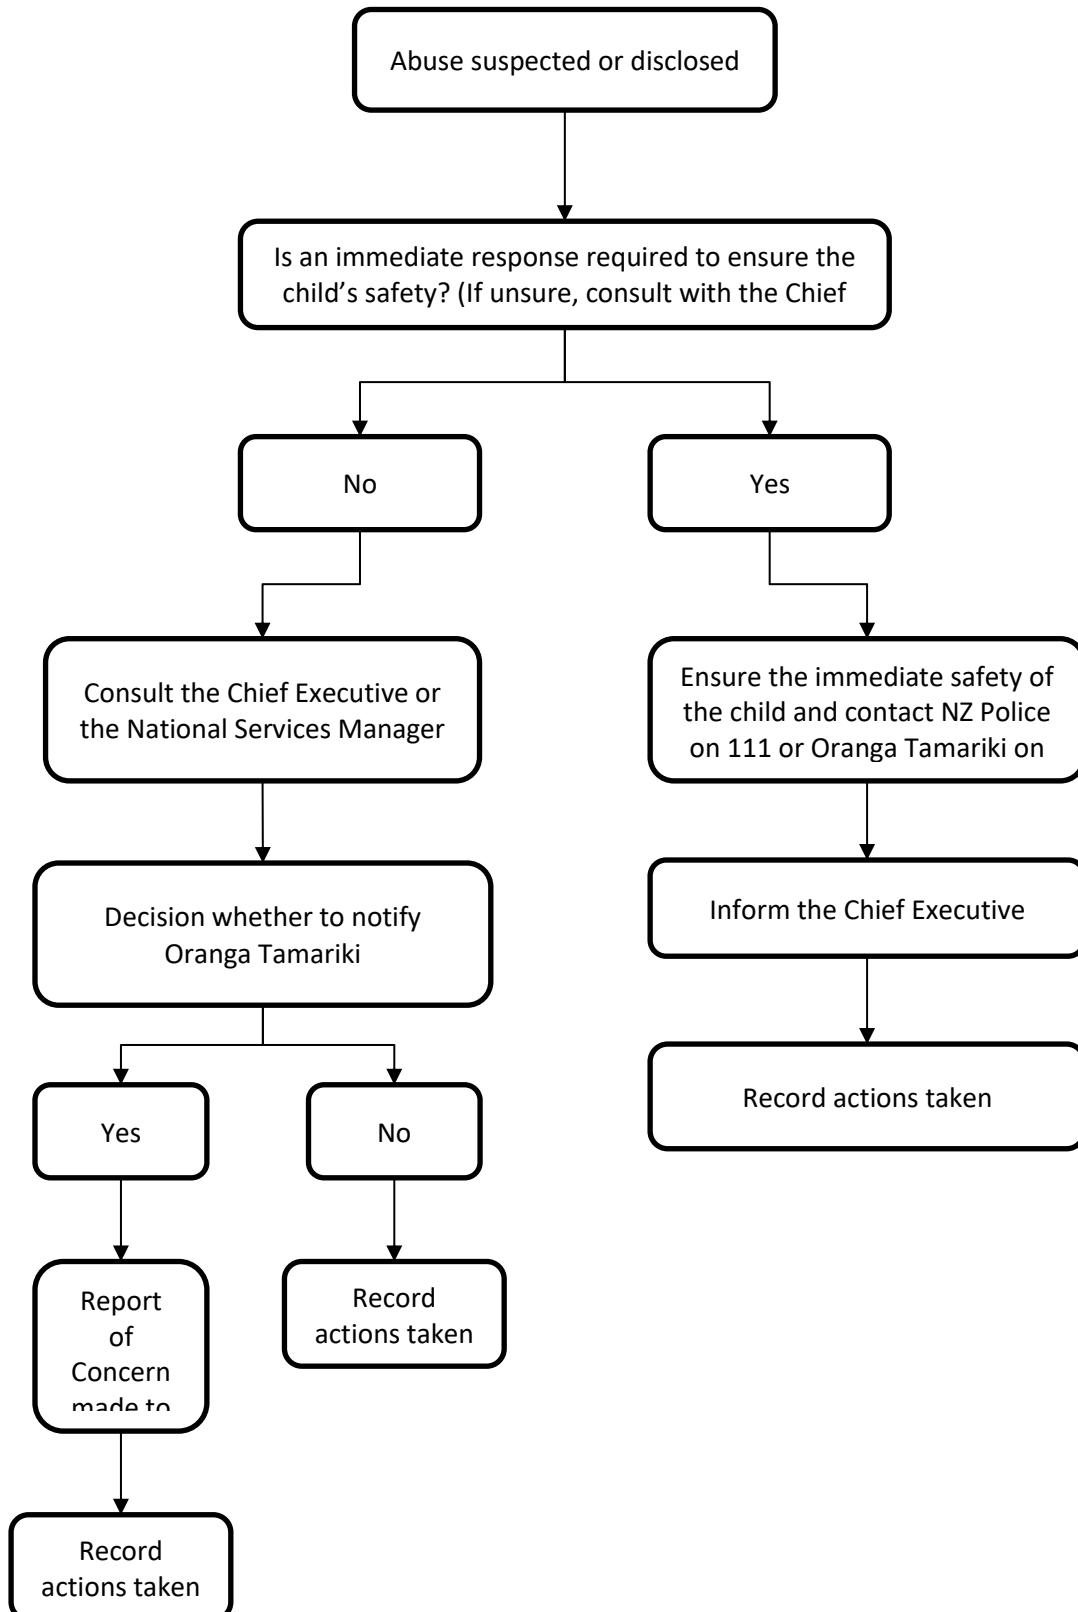 Abuse suspected or disclosed
Is an immediate response required to ensure the
child’s safety? (If unsure, consult with the Chief
No
Yes
Consult the Chief Executive or
the National Services Manager
Ensure the immediate safety of
the child and contact NZ Police
on 111 or Oranga Tamariki on
Decision whether to notify
Oranga Tamariki
Inform the Chief Executive
Record actions taken
Yes
No
Report
of
Concern
made to
Record
actions taken
Record
actions taken